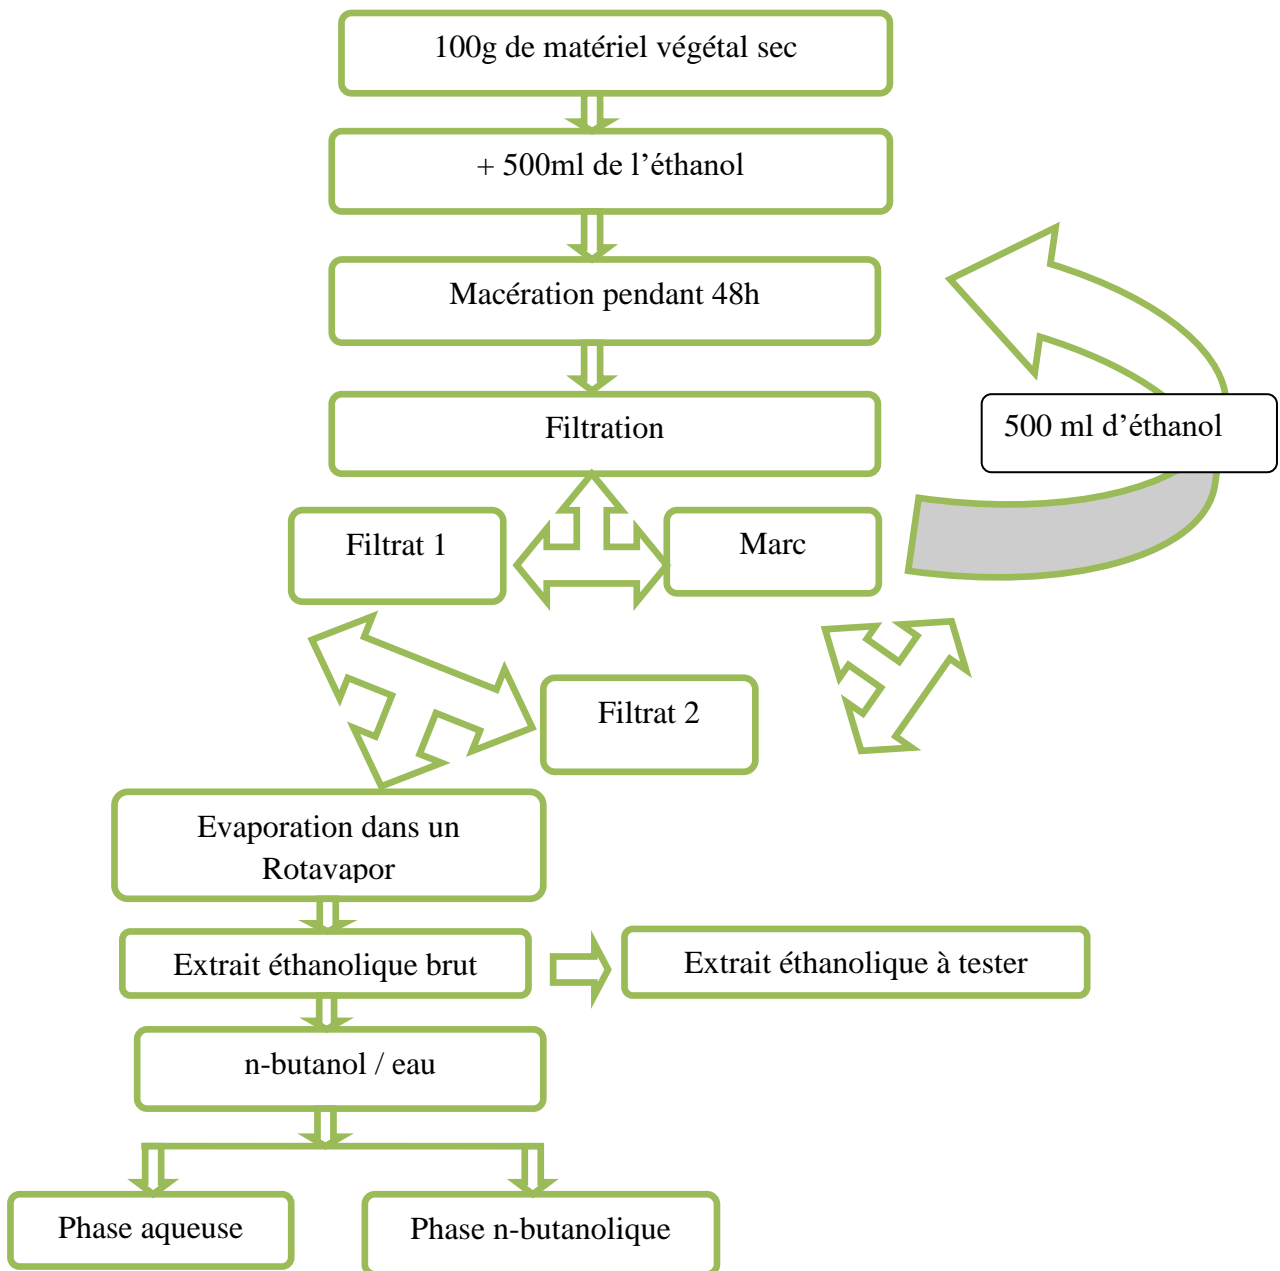 100g de matériel végétal sec
+ 500ml de l’éthanol
Macération pendant 48h
Filtration
500 ml d’éthanol
Filtrat 1
Marc
Filtrat 2
Evaporation dans un
Rotavapor
Extrait éthanolique brut
Extrait éthanolique à tester
n-butanol / eau
Phase aqueuse
Phase n-butanolique